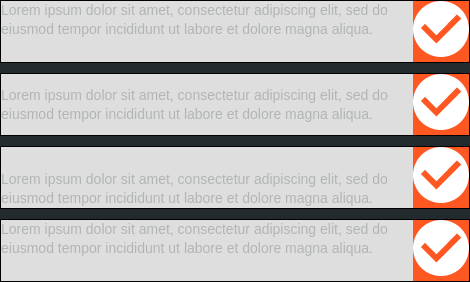 Lorem ipsum dolor sit amet, consectetur adipiscing elit, sed do
eiusmod tempor incididunt ut labore et dolore magna aliqua.
Lorem ipsum dolor sit amet, consectetur adipiscing elit, sed do
eiusmod tempor incididunt ut labore et dolore magna aliqua.
Lorem ipsum dolor sit amet, consectetur adipiscing elit, sed do
eiusmod tempor incididunt ut labore et dolore magna aliqua.
Lorem ipsum dolor sit amet, consectetur adipiscing elit, sed do
eiusmod tempor incididunt ut labore et dolore magna aliqua.